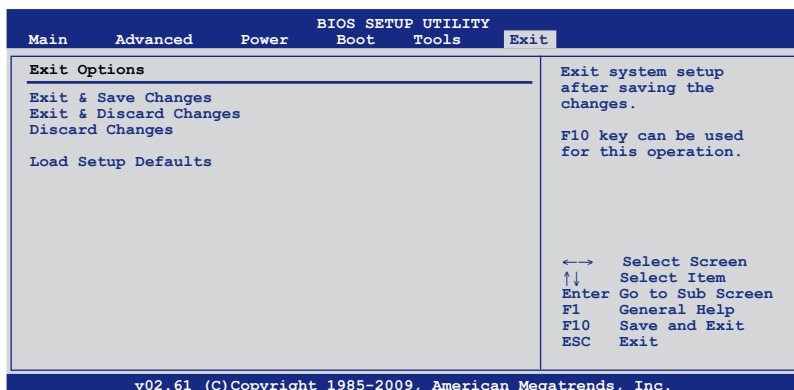 BIOS SETUP UTILITY
Main Advanced Power Boot Tools Exit
Exit Options
Exit & Save Changes
Exit & Discard Changes
Discard Changes
Load Setup Defaults
Exit system setup
after saving the
changes.
F10 key can be used
for this operation.
←→ Select Screen
↑↓ Select Item
Enter Go to Sub Screen
F1 General Help
F10 Save and Exit
ESC Exit
v02.61 (C)Copyright 1985-2009, American Megatrends, Inc.